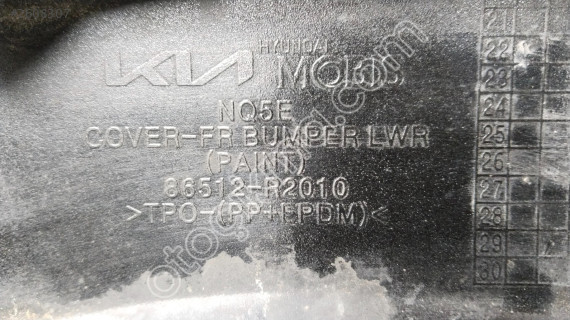 KIA HYUNDAI MOBIS
NQ5E
COVER-FR BUMPER LWR
(PAINT)
86512-R2010
>TPO-(PP+EPDM)<
21
22
23
24
25
26
27
28
29
30